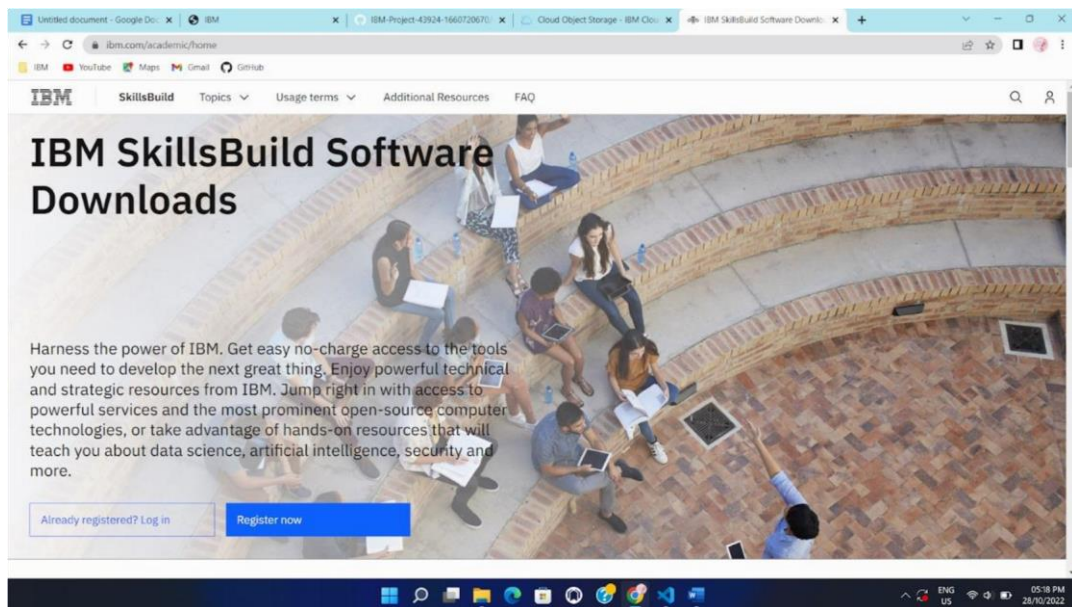 Untitled document - Google Doc
IBM
IBM-Project-43924-1660720670
Cloud Object Storage - IBM Clou
IBM SkillsBuild Software Downlo
ibm.com/academic/home
IBM
YouTube
Maps
Gmail
GitHub
IBM
SkillsBuild
Topics
Usage terms
Additional Resources
FAQ
IBM SkillsBuild Software
Downloads
Harness the power of IBM. Get easy no-charge access to the tools
you need to develop the next great thing. Enjoy powerful technical
and strategic resources from IBM. Jump right in with access to
powerful services and the most prominent open-source computer
technologies, or take advantage of hands-on resources that will
teach you about data science, artificial intelligence, security and
more.
Already registered? Log in
Register now
ENG
US
05:18 PM
28/10/2022